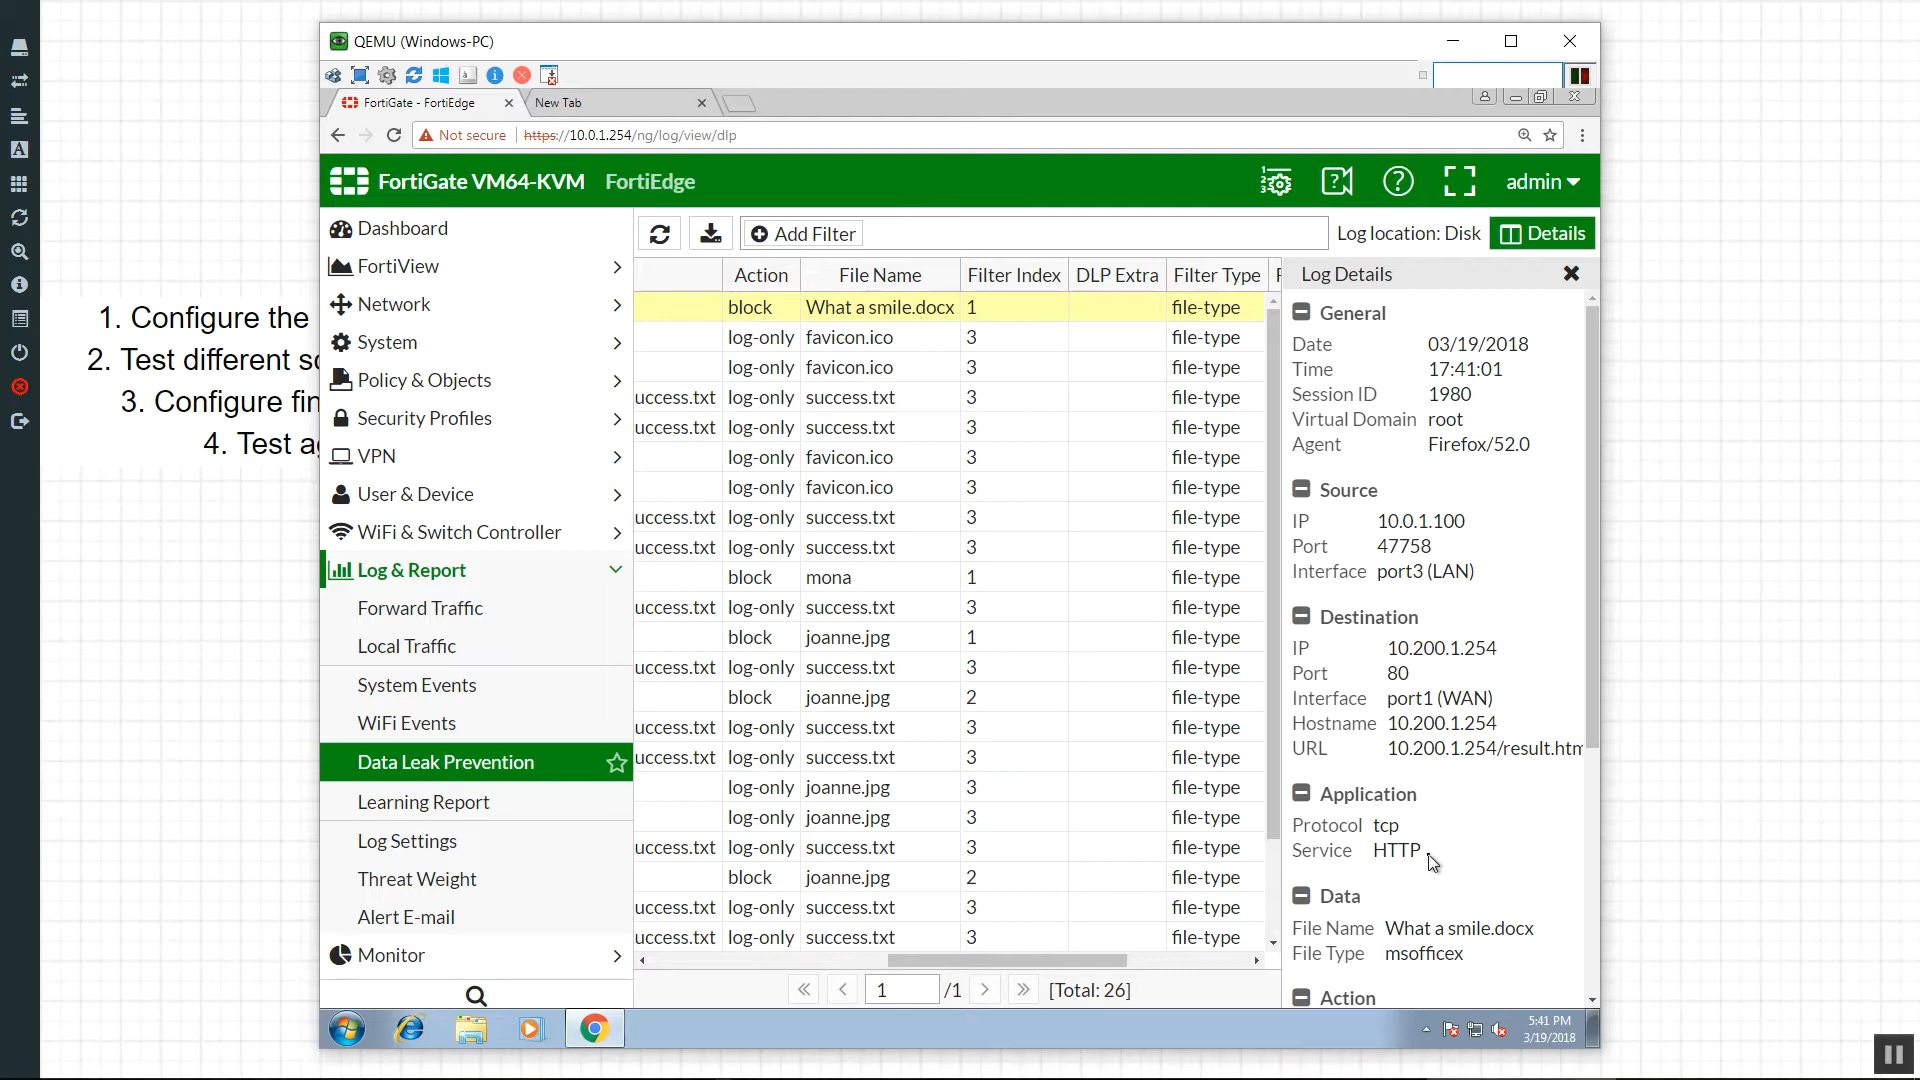 QEMU (Windows-PC)
FortiGate - FortiEdge
New Tab
Not secure
https://10.0.1.254/ng/log/view/dlp
FortiGate VM64-KVM FortiEdge
admin
1. Configure the
2. Test different
3. Configure
4. Test
Dashboard
FortiView
Network
System
Policy & Objects
Security Profiles
VPN
User & Device
WiFi & Switch Controller
Log & Report
Forward Traffic
Local Traffic
System Events
WiFi Events
Data Leak Prevention
Learning Report
Log Settings
Threat Weight
Alert E-mail
Monitor
Add Filter
Log location: Disk
Details
Action File Name Filter Index DLP Extra Filter Type
block What a smile.docx 1 file-type
log-only favicon.ico 3 file-type
log-only favicon.ico 3 file-type
uccess.txt log-only success.txt 3 file-type
uccess.txt log-only success.txt 3 file-type
log-only favicon.ico 3 file-type
log-only favicon.ico 3 file-type
uccess.txt log-only success.txt 3 file-type
uccess.txt log-only success.txt 3 file-type
block mona 1 file-type
uccess.txt log-only success.txt 3 file-type
block joanne.jpg 1 file-type
uccess.txt log-only success.txt 3 file-type
block joanne.jpg 2 file-type
uccess.txt log-only success.txt 3 file-type
uccess.txt log-only success.txt 3 file-type
log-only joanne.jpg 3 file-type
log-only joanne.jpg 3 file-type
uccess.txt log-only success.txt 3 file-type
block joanne.jpg 2 file-type
uccess.txt log-only success.txt 3 file-type
uccess.txt log-only success.txt 3 file-type
1 /1 [Total: 26]
Log Details
General
Date 03/19/2018
Time 17:41:01
Session ID 1980
Virtual Domain root
Agent Firefox/52.0
Source
IP 10.0.1.100
Port 47758
Interface port3 (LAN)
Destination
IP 10.200.1.254
Port 80
Interface port1 (WAN)
Hostname 10.200.1.254
URL 10.200.1.254/result.htm
Application
Protocol tcp
Service HTTP
Data
File Name What a smile.docx
File Type msofficex
Action
5:41 PM
3/19/2018